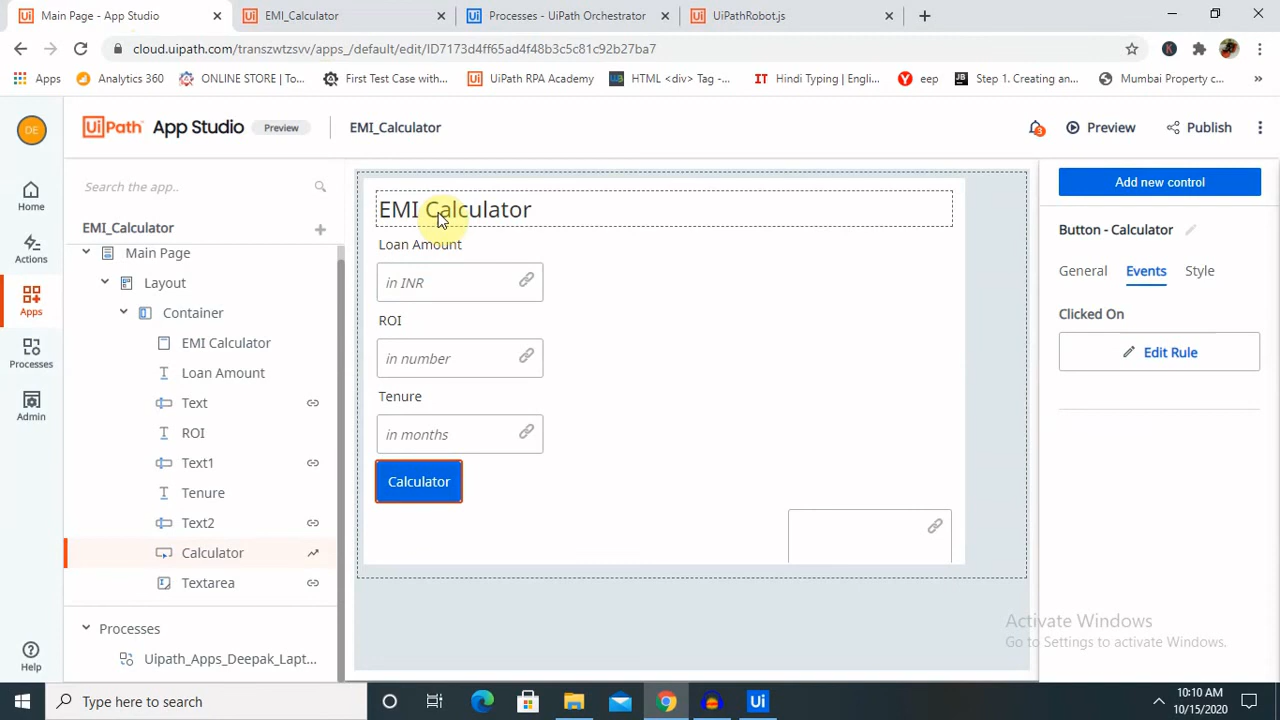 Main Page - App Studio
EMI_Calculator
Processes - UiPath Orchestrator
UiPathRobot.js
cloud.uipath.com/transzwtzsvv/apps_/default/edit/ID7173d4ff65ad4f48b3c5c81c92b27ba7
Apps
Analytics 360
ONLINE STORE | To...
First Test Case with...
UiPath RPA Academy
HTML <div> Tag -...
Hindi Typing | Engli...
eep
Step 1. Creating an...
Mumbai Property c...
DE
UiPath App Studio
Preview
EMI_Calculator
3
Preview
Publish
Home
Actions
Apps
Processes
Admin
Help
Search the app..
EMI_Calculator
Main Page
Layout
Container
EMI Calculator
Loan Amount
Text
ROI
Text1
Tenure
Text2
Calculator
Textarea
Processes
Uipath_Apps_Deepak_Lapt...
EMI Calculator
Loan Amount
in INR
ROI
in number
Tenure
in months
Calculator
Add new control
Button - Calculator
General
Events
Style
Clicked On
Edit Rule
Activate Windows
Go to Settings to activate Windows.
Type here to search
Ui
10:10 AM
10/15/2020